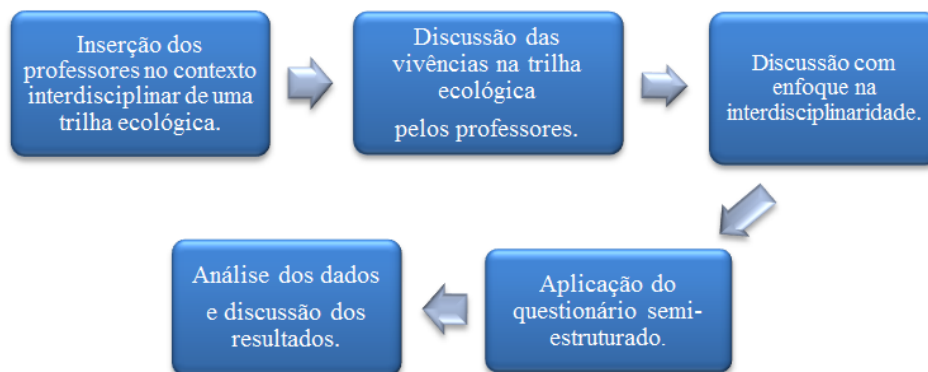 Inserção dos
professores no contexto
interdisciplinar de uma
trilha ecológica.
Discussão das
vivências na trilha
ecológica
pelos professores.
Discussão com
enfoque na
interdisciplinaridade.
Aplicação do
questionário semi-
estruturado.
Análise dos dados
e discussão dos
resultados.